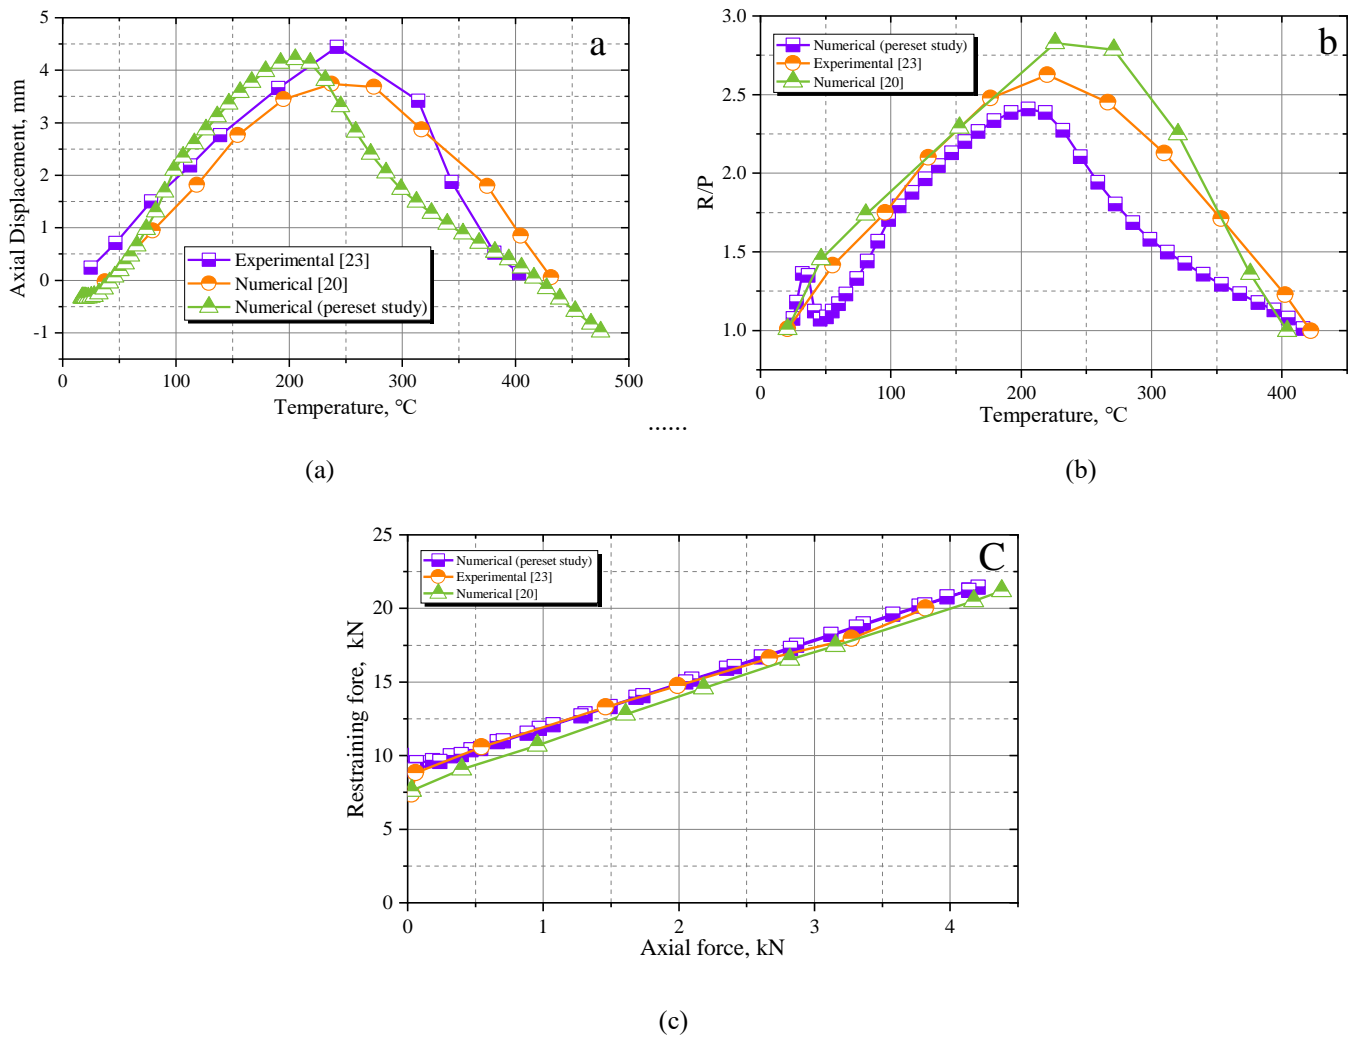 a
Axial Displacement, mm
5
4
3
2
1
0
-1
Experimental [23]
Numerical [20]
Numerical (pereset study)
0 100 200 300 400 500
Temperature, °C
b
R/P
3.0
2.5
2.0
1.5
1.0
Numerical (pereset study)
Experimental [23]
Numerical [20]
0 100 200 300 400
Temperature, °C
......
(a)
(b)
C
Restraining fore, kN
25
20
15
10
5
0
Numerical (pereset study)
Experimental [23]
Numerical [20]
0 1 2 3 4
Axial force, kN
(c)